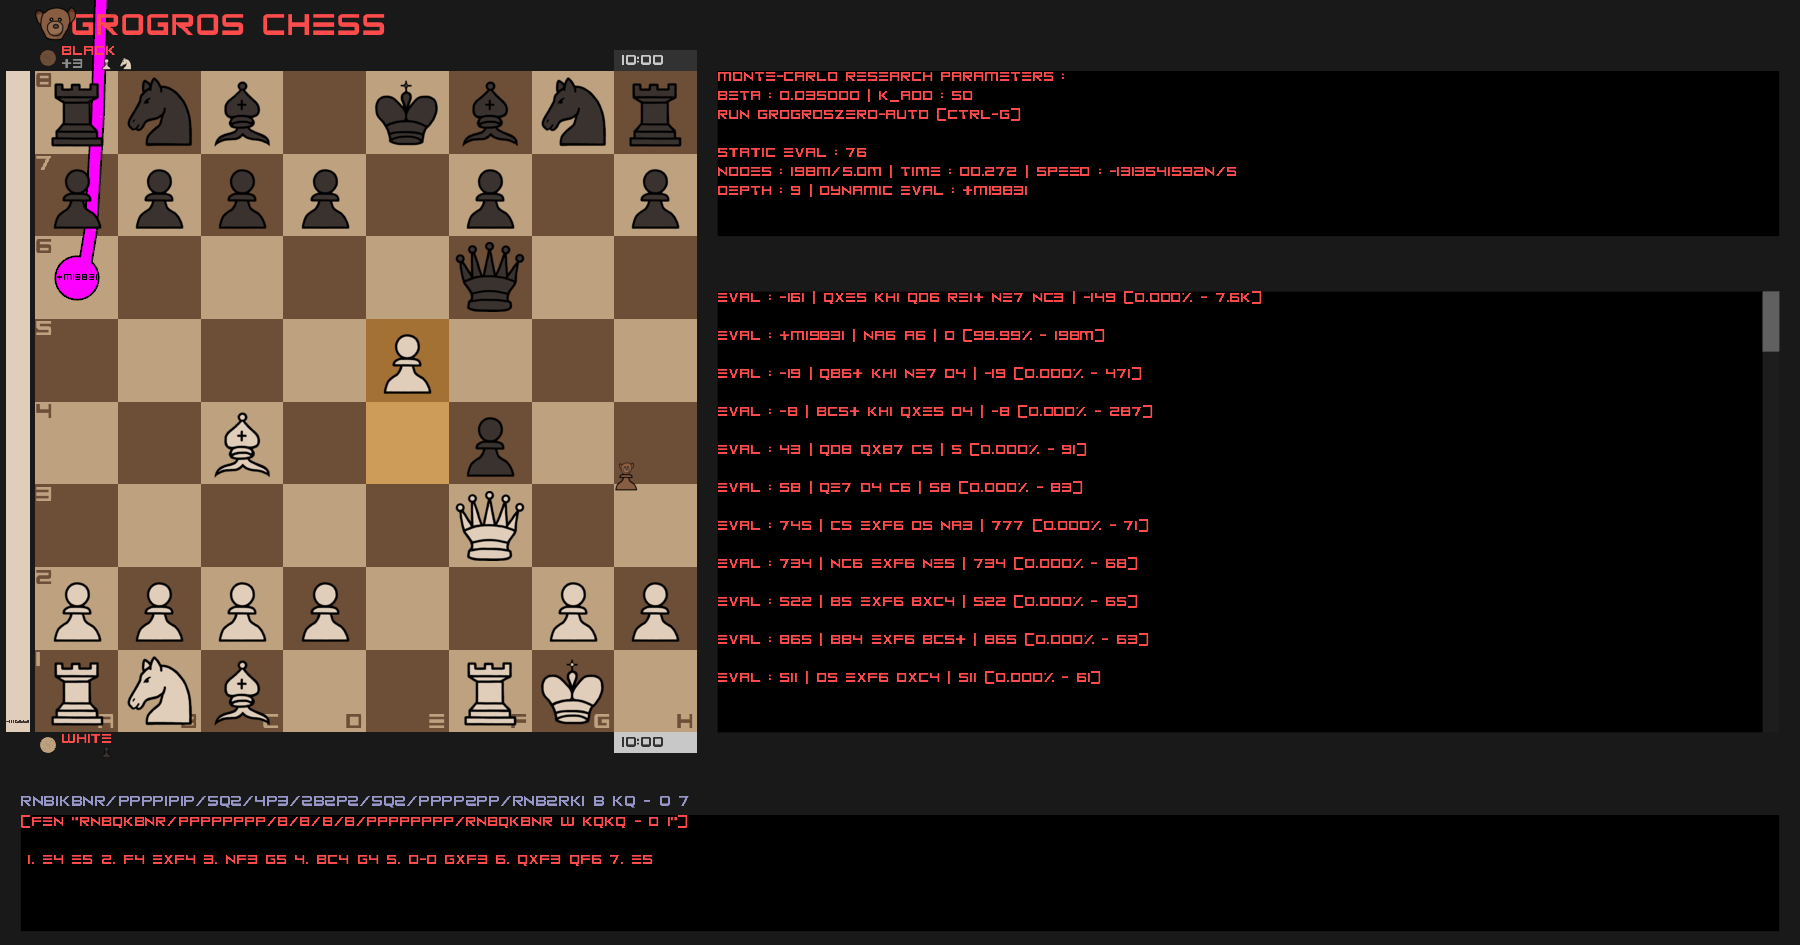 GROGROS CHESS
BLACK
+3
10:00
8
7
6
+M19831
5
4
3
2
1
A B C D E F G H
WHITE
10:00
MONTE-CARLO RESEARCH PARAMETERS :
BETA : 0.035000 | K_ADD : 50
RUN GROGROSZERO-AUTO [CTRL-G]
STATIC EVAL : 76
NODES : 198M/5.0M | TIME : 00.272 | SPEED : -1313541592N/S
DEPTH : 9 | DYNAMIC EVAL : +M19831
EVAL : -161 | QXE5 KH1 QD6 RE1+ NE7 NC3 | -149 [0.000% - 7.6K]
EVAL : +M19831 | NA6 A6 | 0 [99.99% - 198M]
EVAL : -19 | QB6+ KH1 NE7 D4 | -19 [0.000% - 471]
EVAL : -8 | BC5+ KH1 QXE5 D4 | -8 [0.000% - 287]
EVAL : 43 | QD8 QXB7 C5 | 5 [0.000% - 91]
EVAL : 58 | QE7 D4 C6 | 58 [0.000% - 83]
EVAL : 745 | C5 EXF6 D5 NA3 | 777 [0.000% - 71]
EVAL : 734 | NC6 EXF6 NE5 | 734 [0.000% - 68]
EVAL : 522 | B5 EXF6 BXC4 | 522 [0.000% - 65]
EVAL : 865 | BB4 EXF6 BC5+ | 865 [0.000% - 63]
EVAL : 511 | D5 EXF6 DXC4 | 511 [0.000% - 61]
RNB1KBNR/PPPP1P1P/5Q2/4P3/2B2P2/5Q2/PPPP2PP/RNB2RK1 B KQ - 0 7
[FEN "RNBQKBNR/PPPPPPPP/8/8/8/8/PPPPPPPP/RNBQKBNR W KQKQ - 0 1"]
1. E4 E5 2. F4 EXF4 3. NF3 G5 4. BC4 G4 5. O-O GXF3 6. QXF3 QF6 7. E5